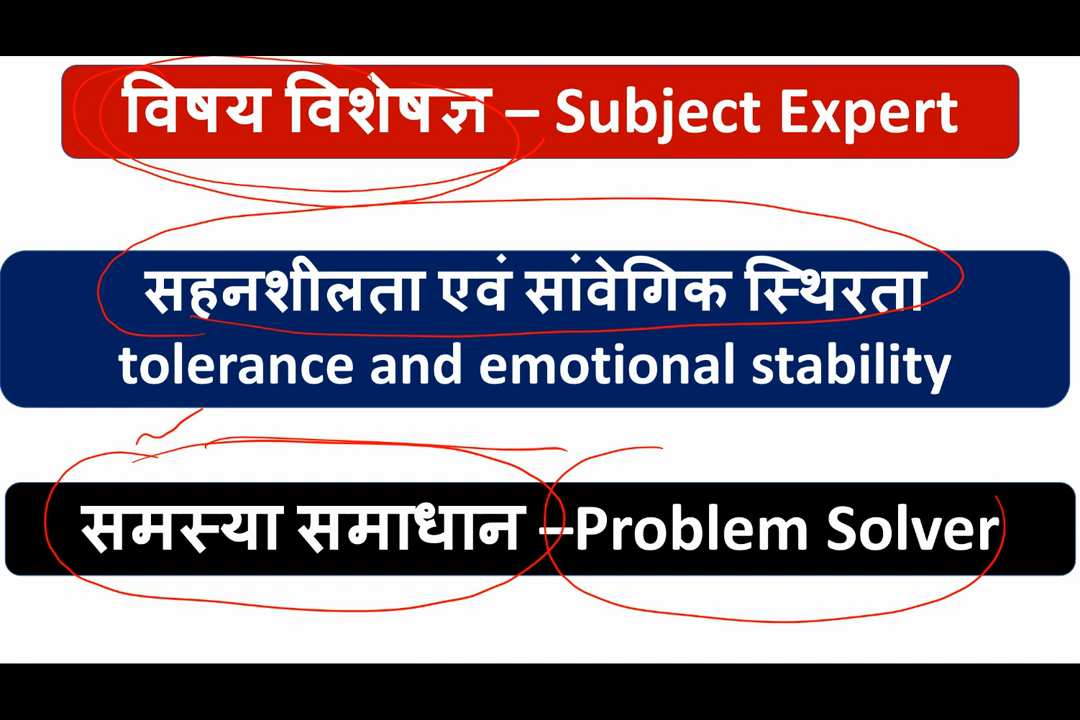 विषय विशेषज्ञ – Subject Expert
सहनशीलता एवं सांवेगिक स्थिरता
tolerance and emotional stability
समस्या समाधान –Problem Solver